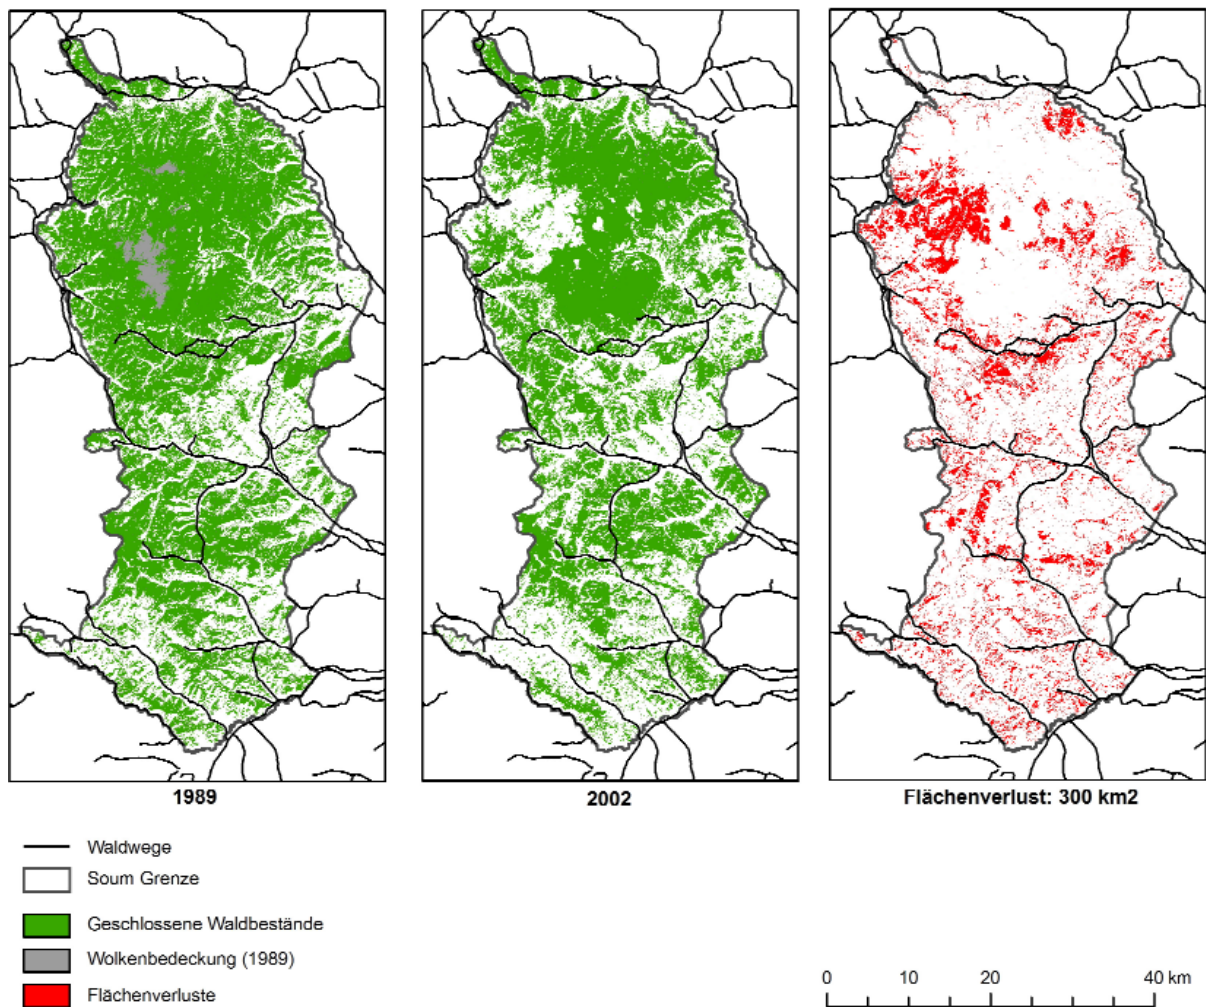 1989
2002
Flächenverlust: 300 km2
Waldwege
Soum Grenze
Geschlossene Waldbestände
Wolkenbedeckung (1989)
Flächenverluste
0 10 20 40 km